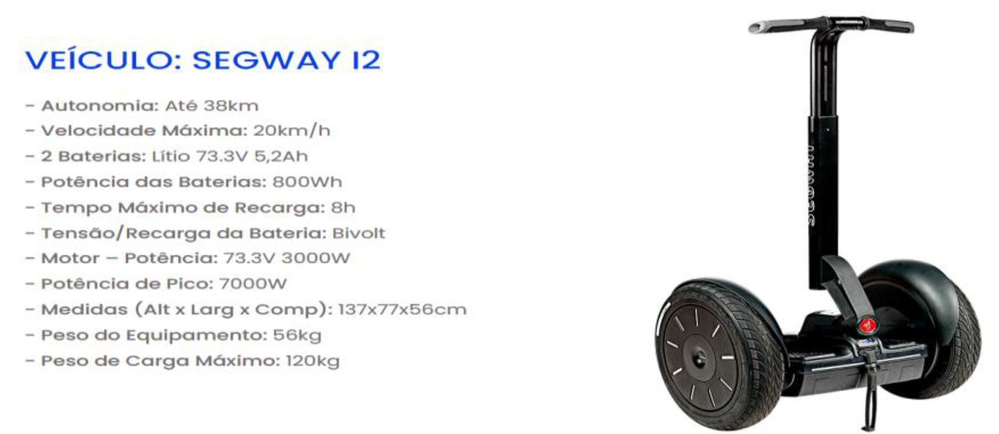 VEÍCULO: SEGWAY I2
- Autonomia: Até 38km
- Velocidade Máxima: 20km/h
- 2 Baterias: Lítio 73.3V 5,2Ah
- Potência das Baterias: 800Wh
- Tempo Máximo de Recarga: 8h
- Tensão/Recarga da Bateria: Bivolt
- Motor – Potência: 73.3V 3000W
- Potência de Pico: 7000W
- Medidas (Alt x Larg x Comp): 137x77x56cm
- Peso do Equipamento: 56kg
- Peso de Carga Máximo: 120kg
SEGWAY